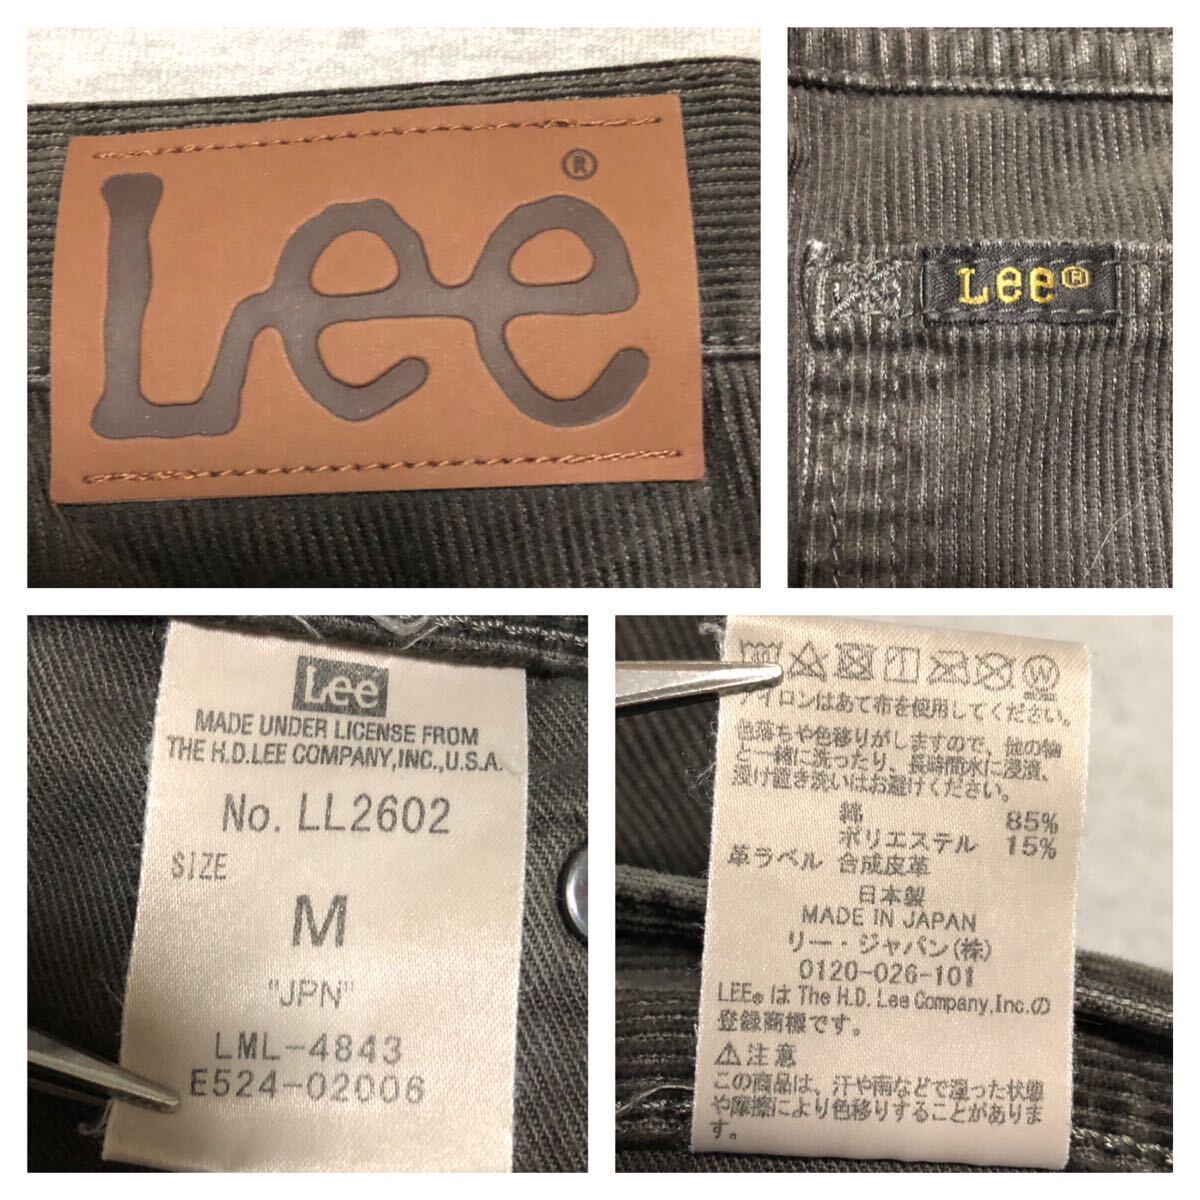 Lee®
Lee®
Lee
MADE UNDER LICENSE FROM
THE H.D.LEE COMPANY,INC.,U.S.A.
No. LL2602
SIZE
M
"JPN"
LML-4843
E524-02006
W
アイロンはあて布を使用してください。
色落ちや色移りがしますので、他の物
と一緒に洗ったり、長時間水に浸漬、
浸け置き洗いはお避けください。
綿 85%
ポリエステル 15%
革ラベル 合成皮革
日本製
MADE IN JAPAN
リー・ジャパン(株)
0120-026-101
LEE® は The H.D. Lee Company,Inc.の
登録商標です。
⚠注意
この商品は、汗や雨などで湿った状態
や摩擦により色移りすることがありま
す。